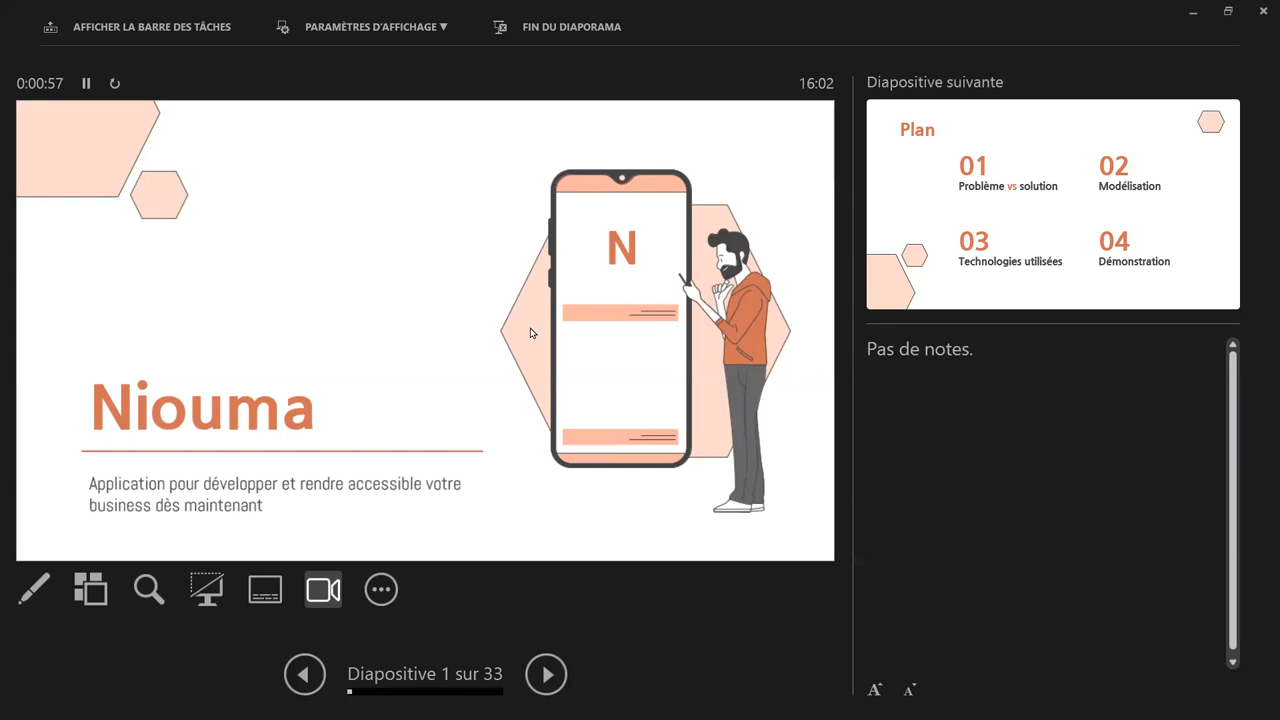 AFFICHER LA BARRE DES TÂCHES
PARAMÈTRES D'AFFICHAGE ▼
FIN DU DIAPORAMA
0:00:57
16:02
N
Niouma
Application pour développer et rendre accessible votre
business dès maintenant
Diapositive 1 sur 33
Diapositive suivante
Plan
01
Problème vs solution
02
Modélisation
03
Technologies utilisées
04
Démonstration
Pas de notes.
A A